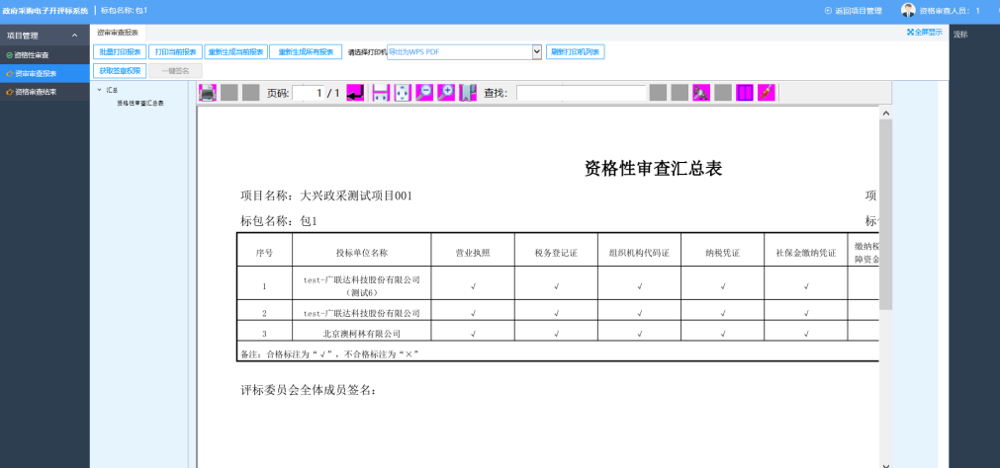 政府采购电子开评标系统 | 标包名称:包1
返回项目管理 资格审查人员: 1
项目管理
资格性审查
资审审查报表
资格审查结束
资审审查报表
全屏显示
流标
批量打印报表 打印当前报表 重新生成当前报表 重新生成所有报表 请选择打印机 导出为WPS PDF 刷新打印机列表
获取签章权限 一键签名
汇总
资格性审查汇总表
页码: 1 / 1 查找:
资格性审查汇总表
项目名称: 大兴政采测试项目001 项
标包名称: 包1
序号 投标单位名称 营业执照 税务登记证 组织机构代码证 纳税凭证 社保金缴纳凭证 缴纳税
障资金
1 test-广联达科技股份有限公司 √ √ √ √ √
(测试6)
2 test-广联达科技股份有限公司 √ √ √ √ √
3 北京澳柯林有限公司 √ √ √ √ √
备注: 合格标注为“√”, 不合格标注为“×”
评标委员会全体成员签名: